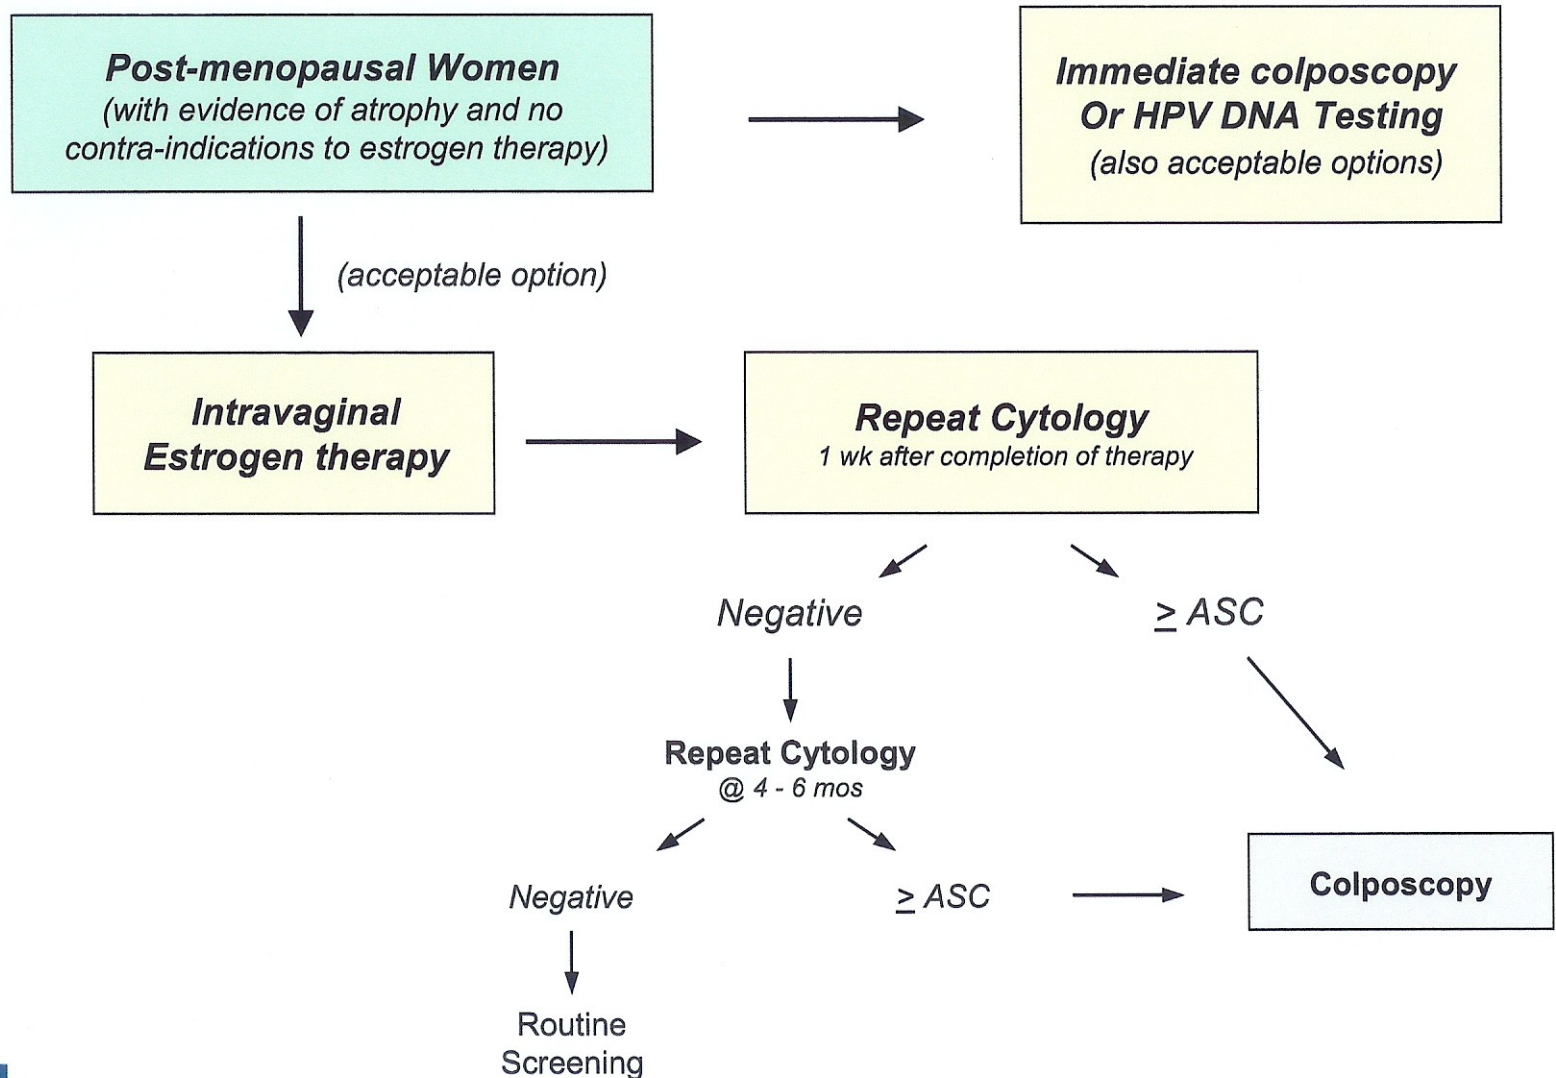 Post-menopausal Women
(with evidence of atrophy and no
contra-indications to estrogen therapy)
Immediate colposcopy
Or HPV DNA Testing
(also acceptable options)
(acceptable option)
Intravaginal
Estrogen therapy
Repeat Cytology
1 wk after completion of therapy
Negative
≥ ASC
Repeat Cytology
@ 4 - 6 mos
Negative
≥ ASC
Colposcopy
Routine
Screening